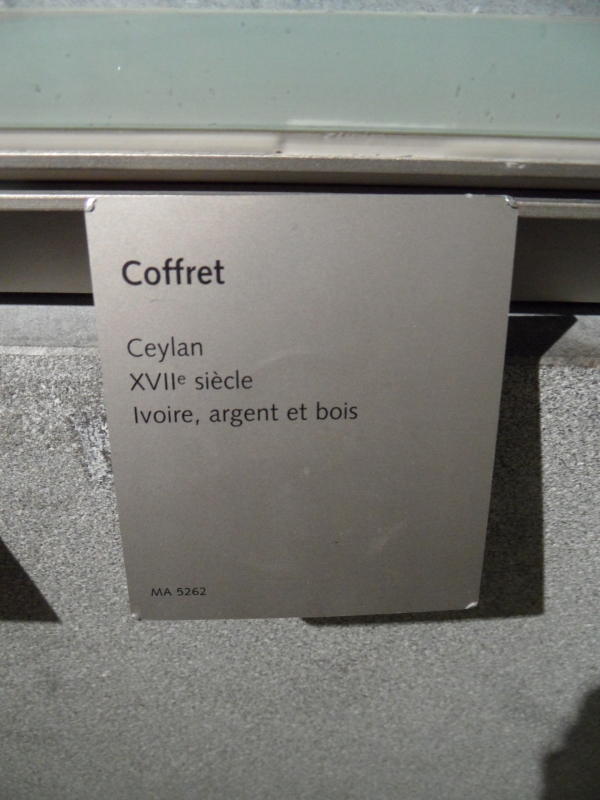 Coffret
Ceylan
XVIIᵉ siècle
Ivoire, argent et bois
MA 5262